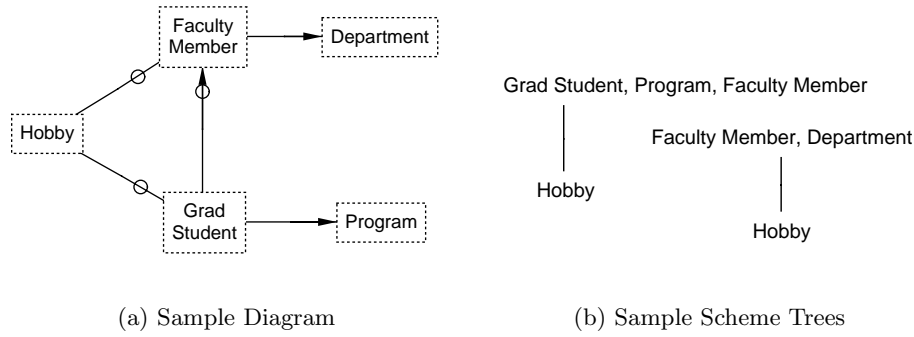 Faculty
Member
Department
Hobby
Grad
Student
Program
Grad Student, Program, Faculty Member
Faculty Member, Department
Hobby
Hobby
(a) Sample Diagram
(b) Sample Scheme Trees